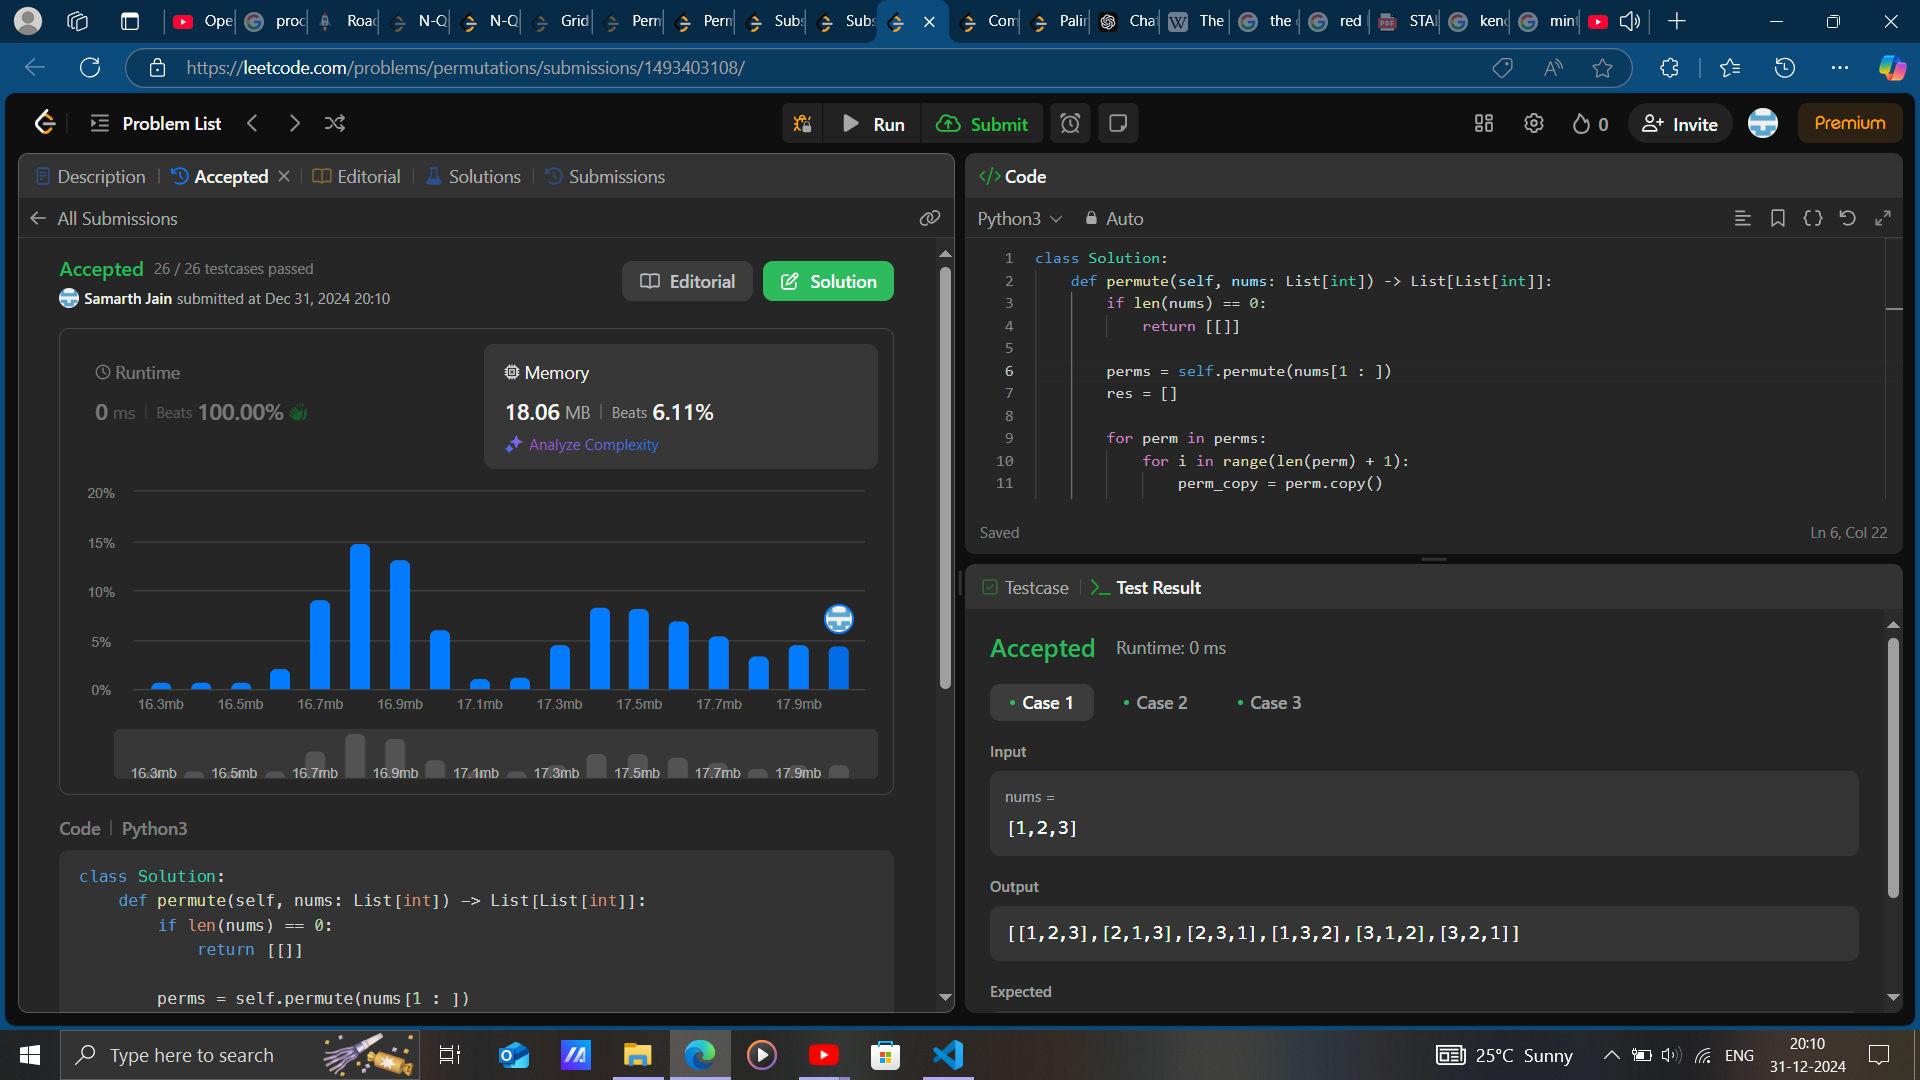 Ope
proc
Road
N-Q
N-Q
Grid
Perm
Perm
Subs
Subs
Com
Palin
Chat
The
the
red
STAI
kenc
mint
https://leetcode.com/problems/permutations/submissions/1493403108/
Problem List
Run
Submit
0
Invite
Premium
Description
Accepted
Editorial
Solutions
Submissions
All Submissions
Accepted 26 / 26 testcases passed
Samarth Jain submitted at Dec 31, 2024 20:10
Editorial
Solution
Runtime
0 ms | Beats 100.00%
Memory
18.06 MB | Beats 6.11%
Analyze Complexity
20%
15%
10%
5%
0%
16.3mb 16.5mb 16.7mb 16.9mb 17.1mb 17.3mb 17.5mb 17.7mb 17.9mb
16.3mb 16.5mb 16.7mb 16.9mb 17.1mb 17.3mb 17.5mb 17.7mb 17.9mb
Code | Python3
class Solution:
    def permute(self, nums: List[int]) -> List[List[int]]:
        if len(nums) == 0:
            return [[]]
        perms = self.permute(nums[1 : ])
</> Code
Python3
Auto
1 class Solution:
2     def permute(self, nums: List[int]) -> List[List[int]]:
3         if len(nums) == 0:
4             return [[]]
5
6         perms = self.permute(nums[1 : ])
7         res = []
8
9         for perm in perms:
10             for i in range(len(perm) + 1):
11                 perm_copy = perm.copy()
Saved
Ln 6, Col 22
Testcase
Test Result
Accepted Runtime: 0 ms
Case 1
Case 2
Case 3
Input
nums =
[1,2,3]
Output
[[1,2,3],[2,1,3],[2,3,1],[1,3,2],[3,1,2],[3,2,1]]
Expected
Type here to search
25°C Sunny
ENG
20:10
31-12-2024